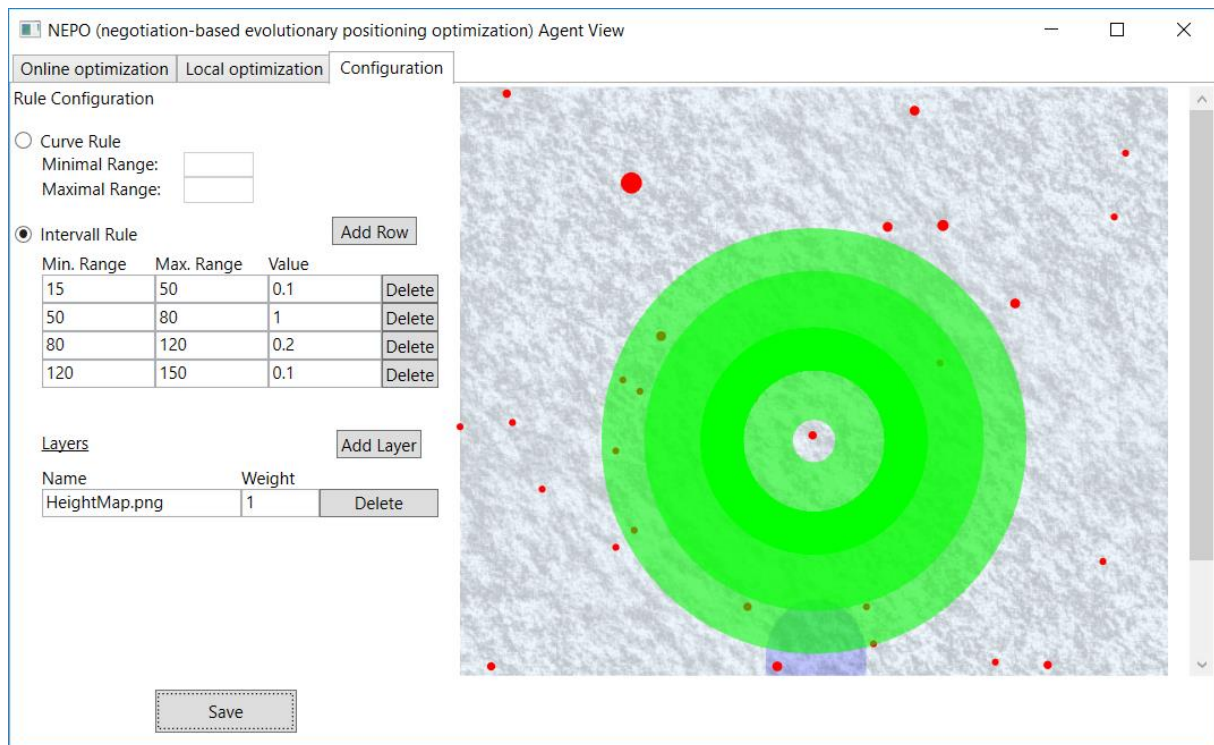 NEPO (negotiation-based evolutionary positioning optimization) Agent View
Online optimization Local optimization Configuration
Rule Configuration
Curve Rule
Minimal Range:
Maximal Range:
Intervall Rule Add Row
Min. Range Max. Range Value
15 50 0.1 Delete
50 80 1 Delete
80 120 0.2 Delete
120 150 0.1 Delete
Layers Add Layer
Name Weight
HeightMap.png 1 Delete
Save